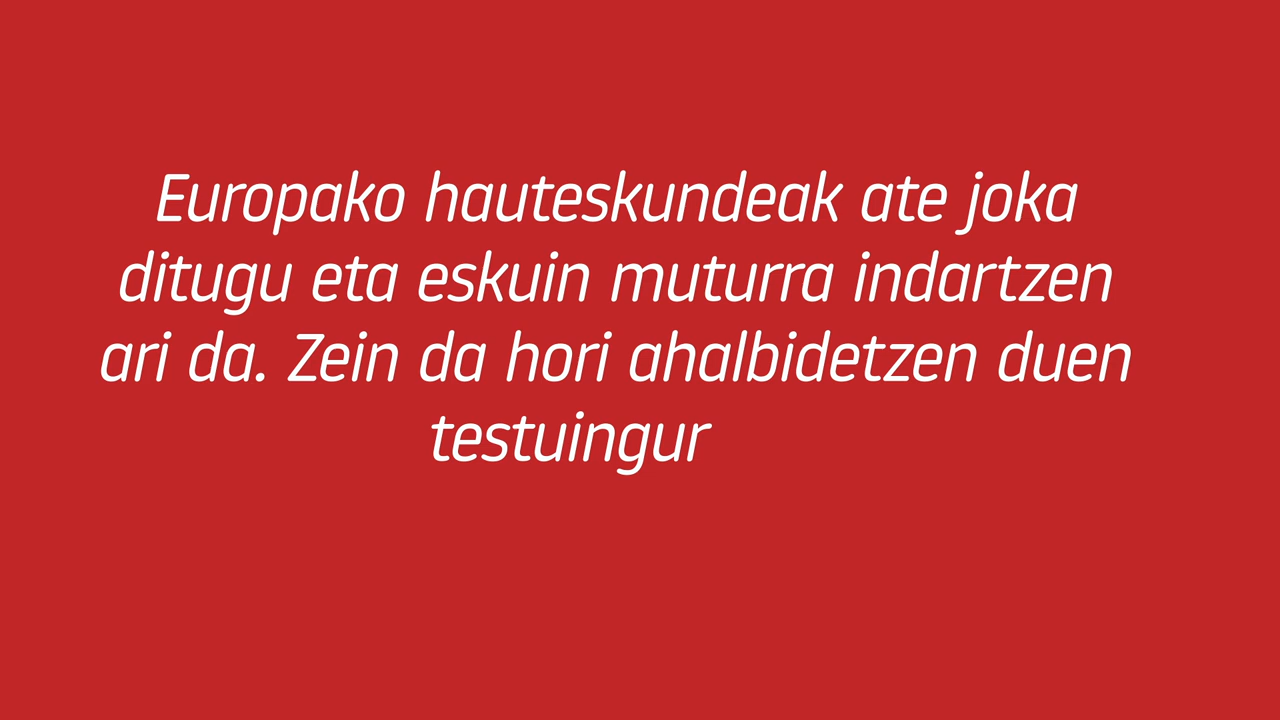 Europako hauteskundeak ate joka
ditugu eta eskuin muturra indartzen
ari da. Zein da hori ahalbidetzen duen
testuingur